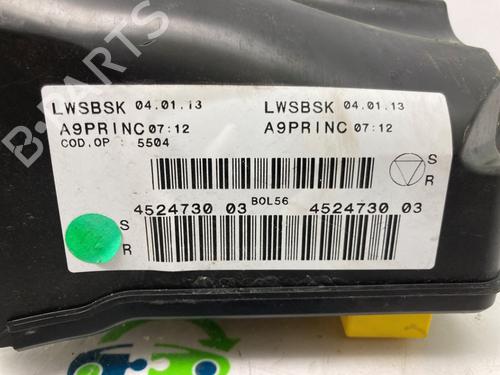 B-PARTS
LWSBSK 04.01.13 LWSBSK 04.01.13
A9PRINC 07:12 A9PRINC 07:12
COD.OP : 5504
S
R
BOL56
4524730 03 4524730 03
S
R